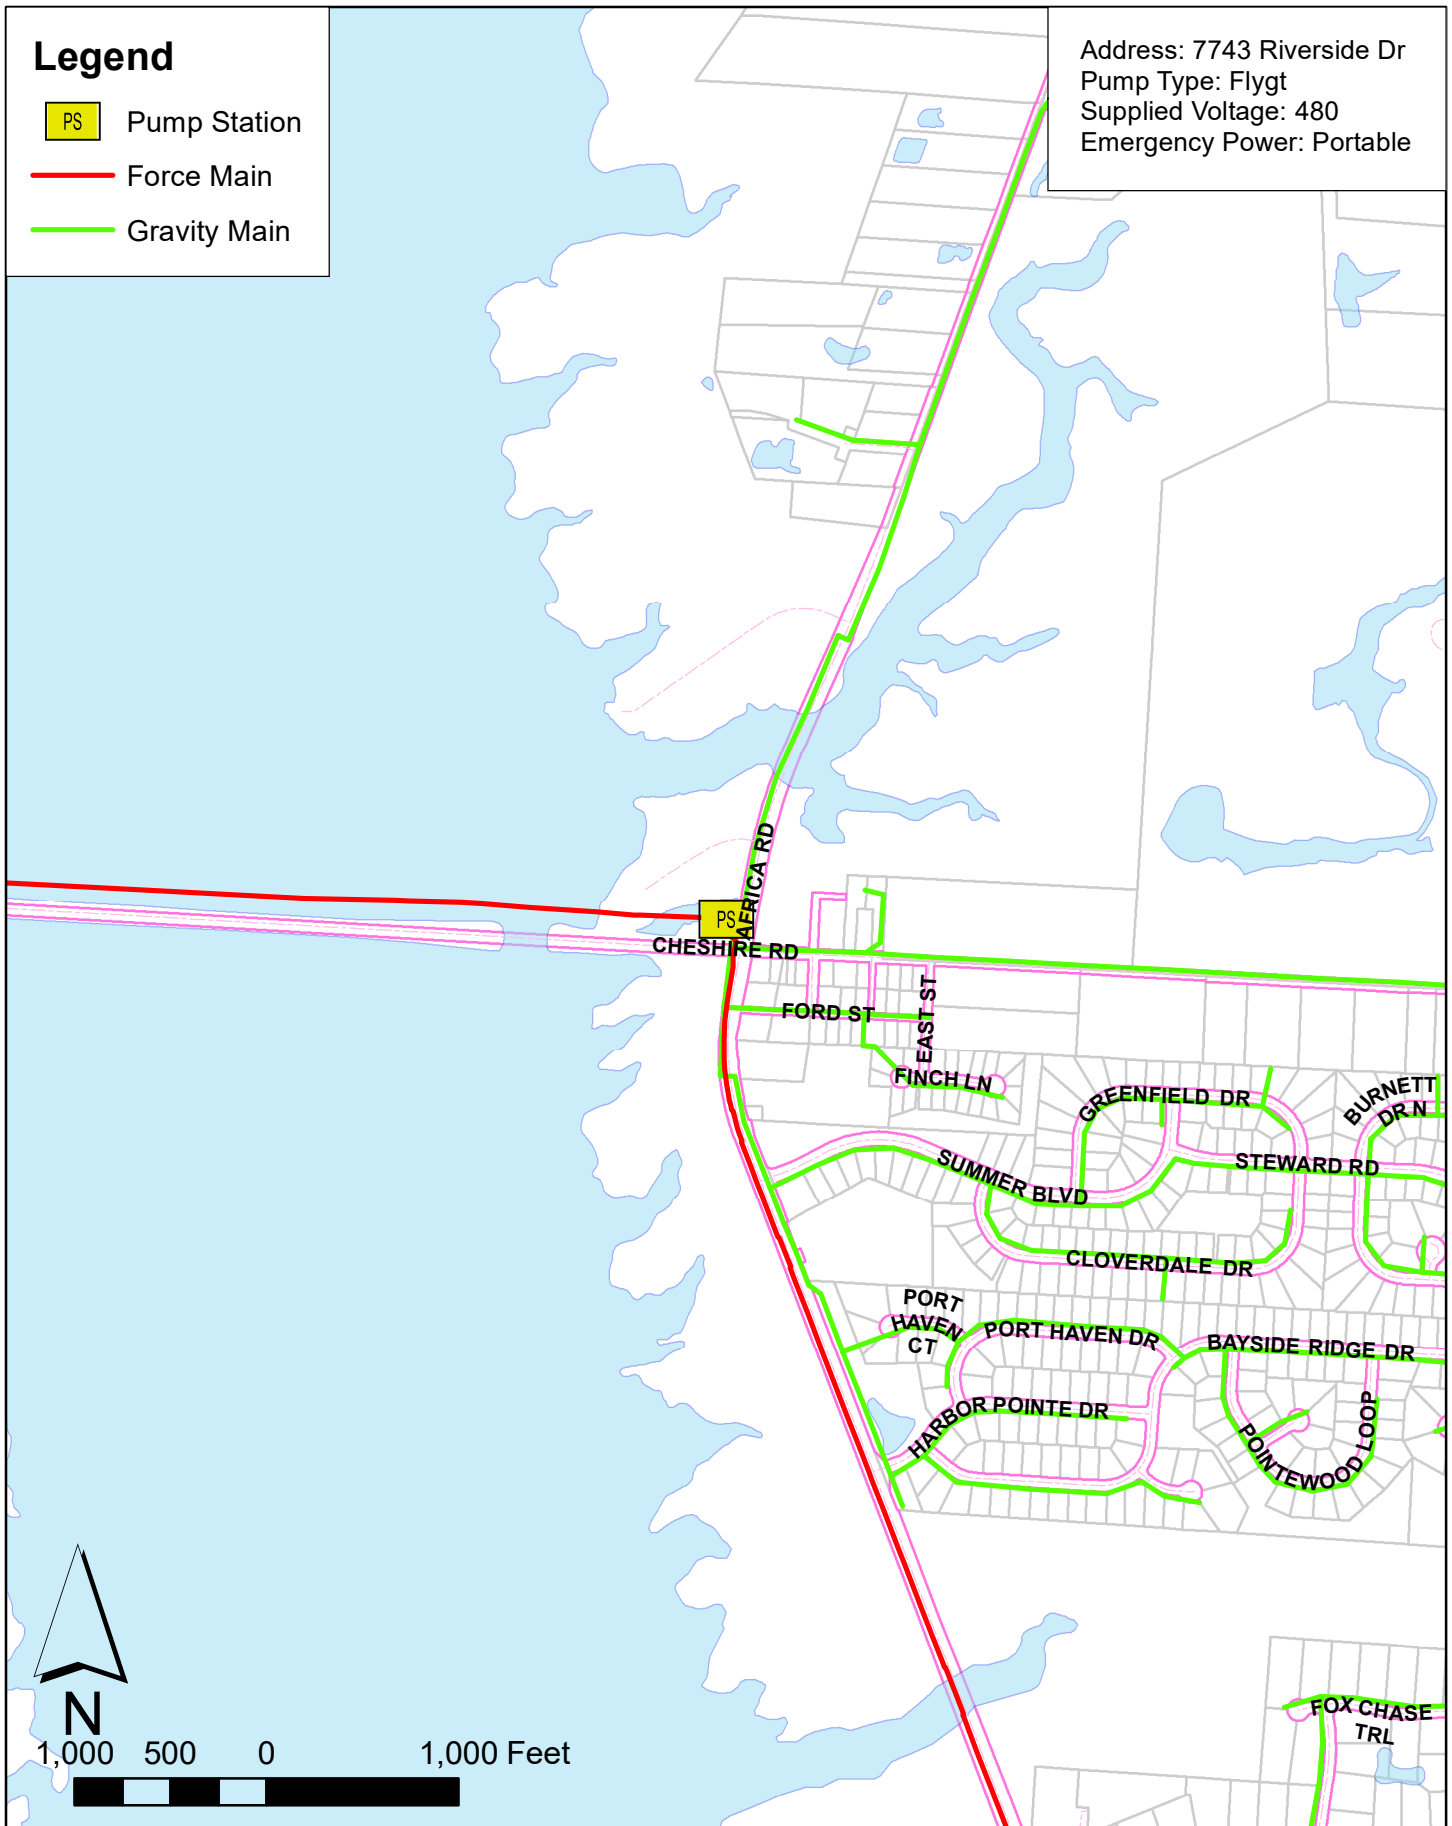 Legend
PS Pump Station
Force Main
Gravity Main
Address: 7743 Riverside Dr
Pump Type: Flygt
Supplied Voltage: 480
Emergency Power: Portable
AFRICA RD
PS
CHESHIRE RD
FORD ST
EAST ST
FINCH LN
GREENFIELD DR
BURNETT
DR N
SUMMER BLVD
STEWARD RD
CLOVERDALE DR
PORT
HAVEN
CT
PORT HAVEN DR
BAYSIDE RIDGE DR
HARBOR POINTE DR
POINTEWOOD LOOP
FOX CHASE
TRL
N
1,000 500 0 1,000 Feet